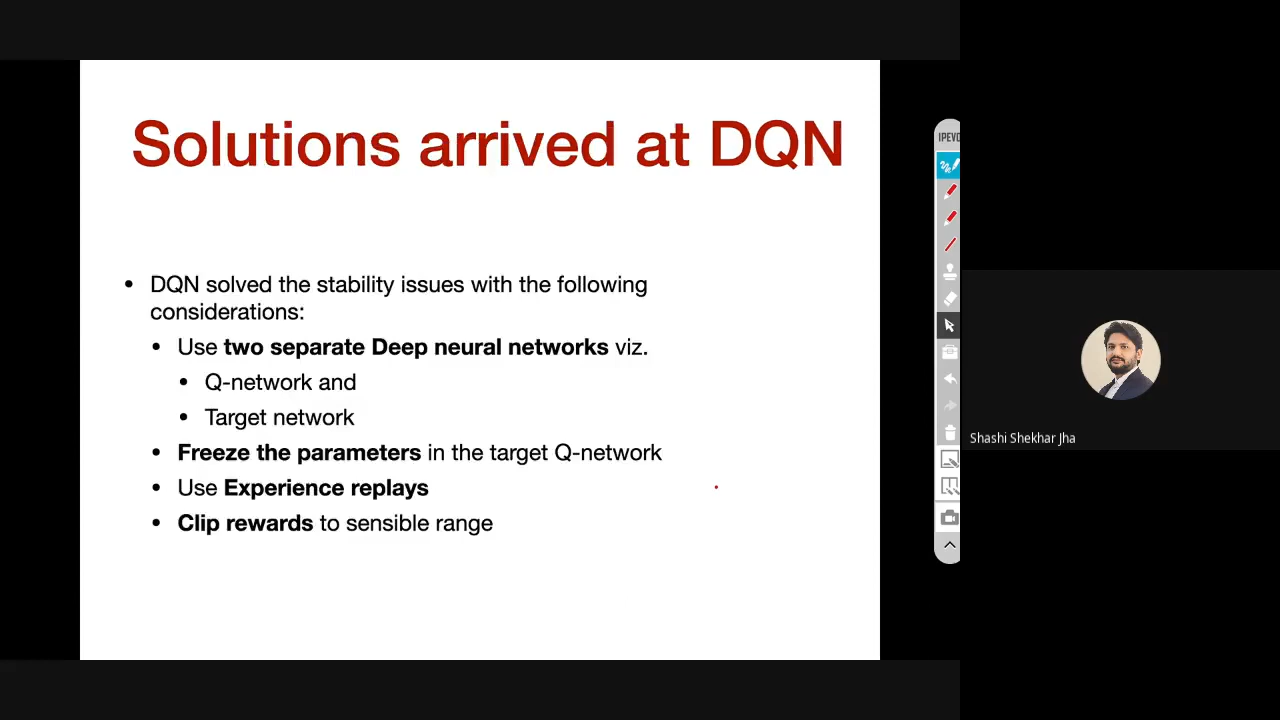 Solutions arrived at DQN
• DQN solved the stability issues with the following
considerations:
• Use two separate Deep neural networks viz.
• Q-network and
• Target network
• Freeze the parameters in the target Q-network
• Use Experience replays
• Clip rewards to sensible range
IPEVO
Shashi Shekhar Jha